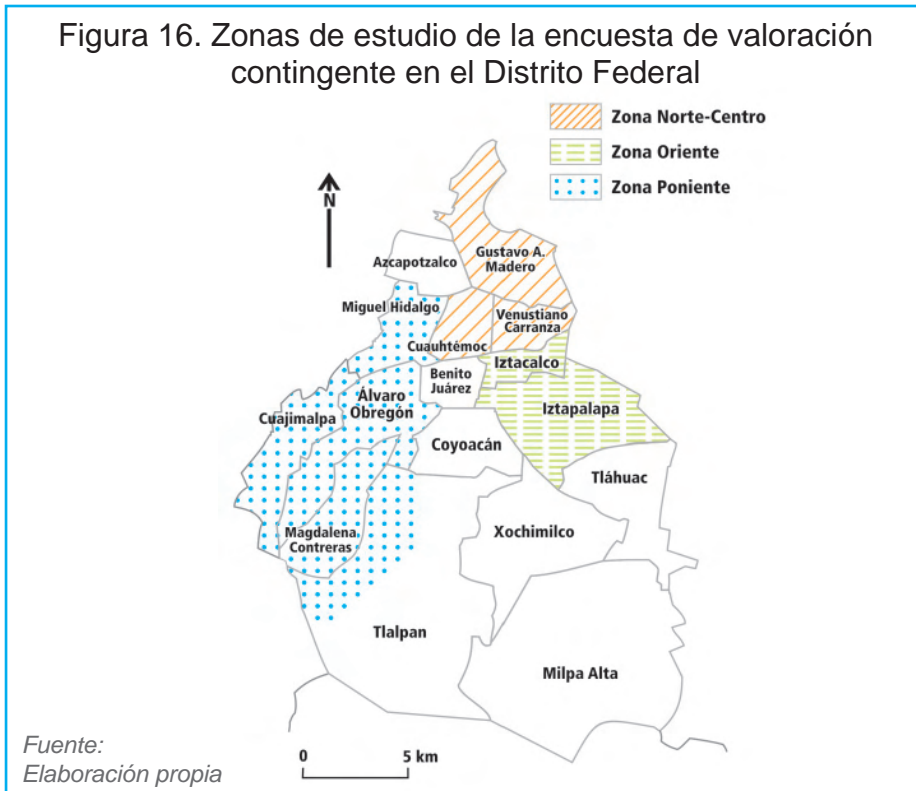 Figura 16. Zonas de estudio de la encuesta de valoración
contingente en el Distrito Federal
Zona Norte-Centro
Zona Oriente
Zona Poniente
N
Gustavo A.
Madero
Azcapotzalco
Miguel Hidalgo
Venustiano
Carranza
Cuauhtémoc
Iztacalco
Benito
Juárez
Álvaro
Obregón
Cuajimalpa
Iztapalapa
Coyoacán
Tláhuac
Magdalena
Contreras
Xochimilco
Tlalpan
Milpa Alta
Fuente:
Elaboración propia
0 5 km